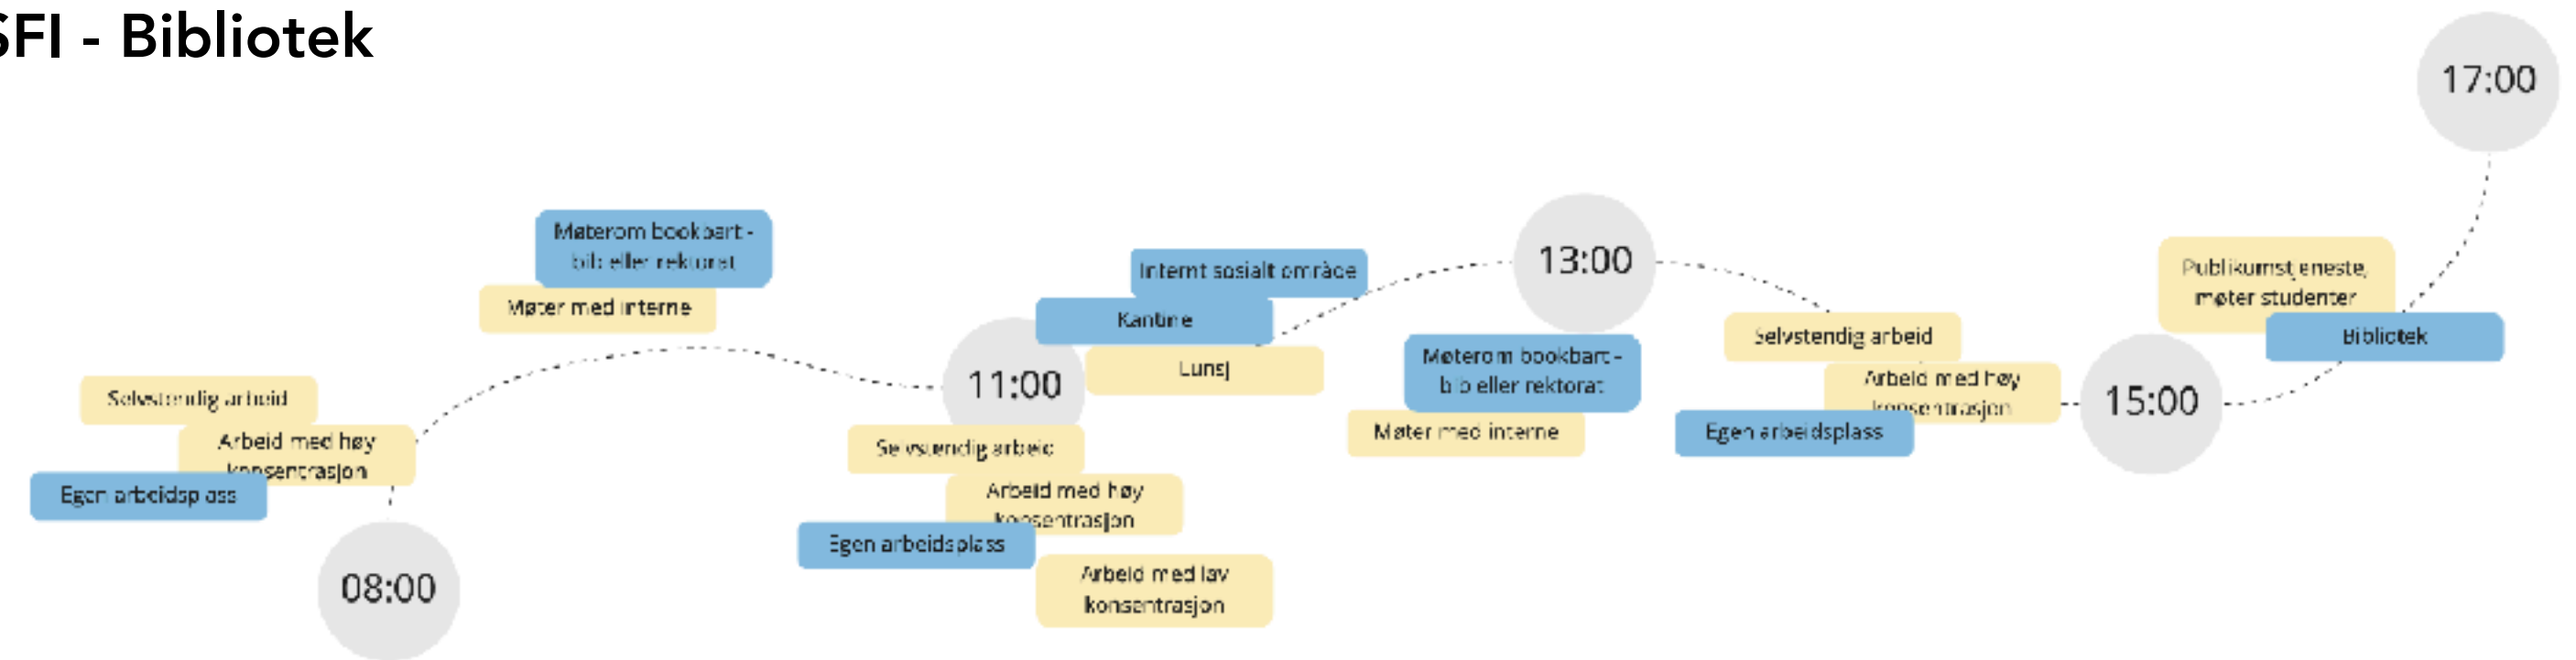 SFI - Bibliotek
17:00
Møterom bookbart -
bib eller rektorat
Møter med interne
Selvstendig arbeid
Arbeid med høy
konsentrasjon
Egen arbeidsplass
08:00
11:00
Internt sosialt område
Kantine
Lunsj
Selvstendig arbeid
Arbeid med høy
konsentrasjon
Egen arbeidsplass
Arbeid med lav
konsentrasjon
13:00
Møterom bookbart -
bib eller rektorat
Møter med interne
Selvstendig arbeid
Arbeid med høy
konsentrasjon
Egen arbeidsplass
15:00
Publikumstjeneste,
møter studenter
Bibliotek